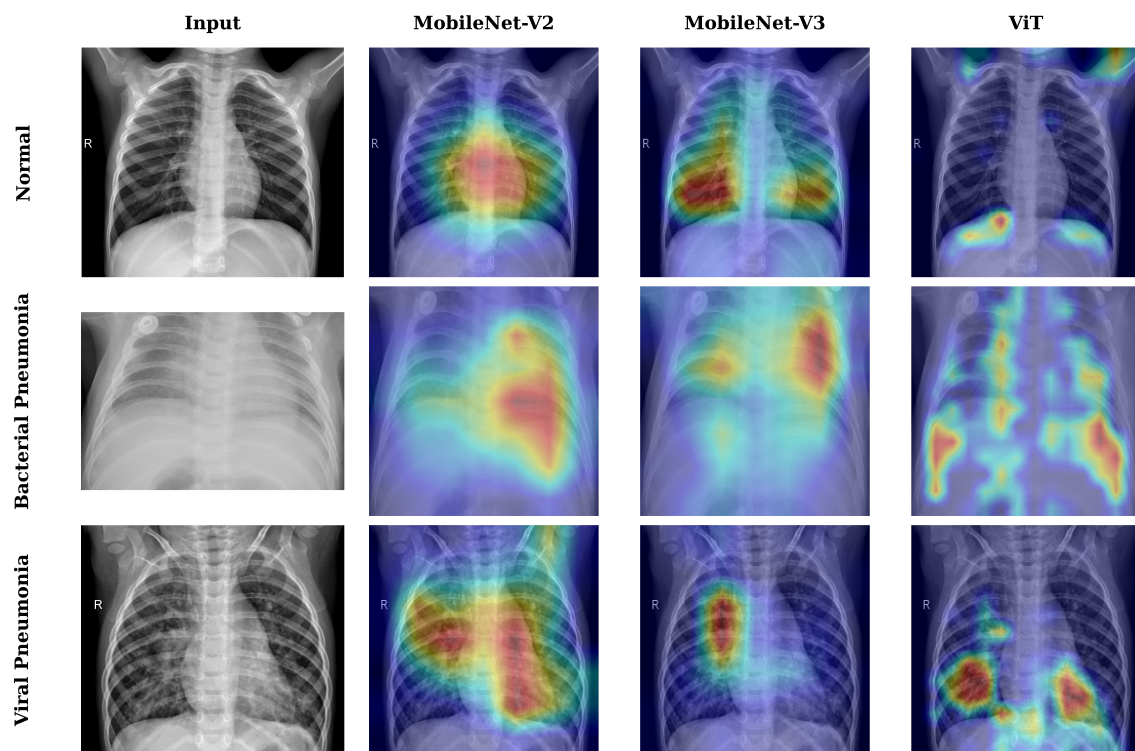 Input MobileNet-V2 MobileNet-V3 ViT
Normal
R R R R
Bacterial Pneumonia
Viral Pneumonia
R R R R